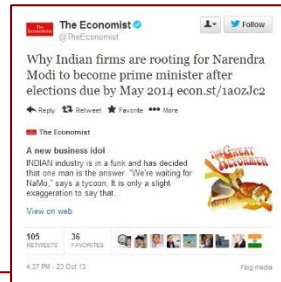 The Economist
@TheEconomist
Follow
Why Indian firms are rooting for Narendra
Modi to become prime minister after
elections due by May 2014 econ.st/1aozJc2
Reply Retweet Favorite More
The Economist
A new business idol
INDIAN industry is in a funk and has decided
that one man is the answer. "We're waiting for
NaMo," says a tycoon. It is only a slight
exaggeration to say that...
THE GREAT
REFORMER
View on web
105
RETWEETS
36
FAVORITES
4:37 PM - 23 Oct 13
Flag media